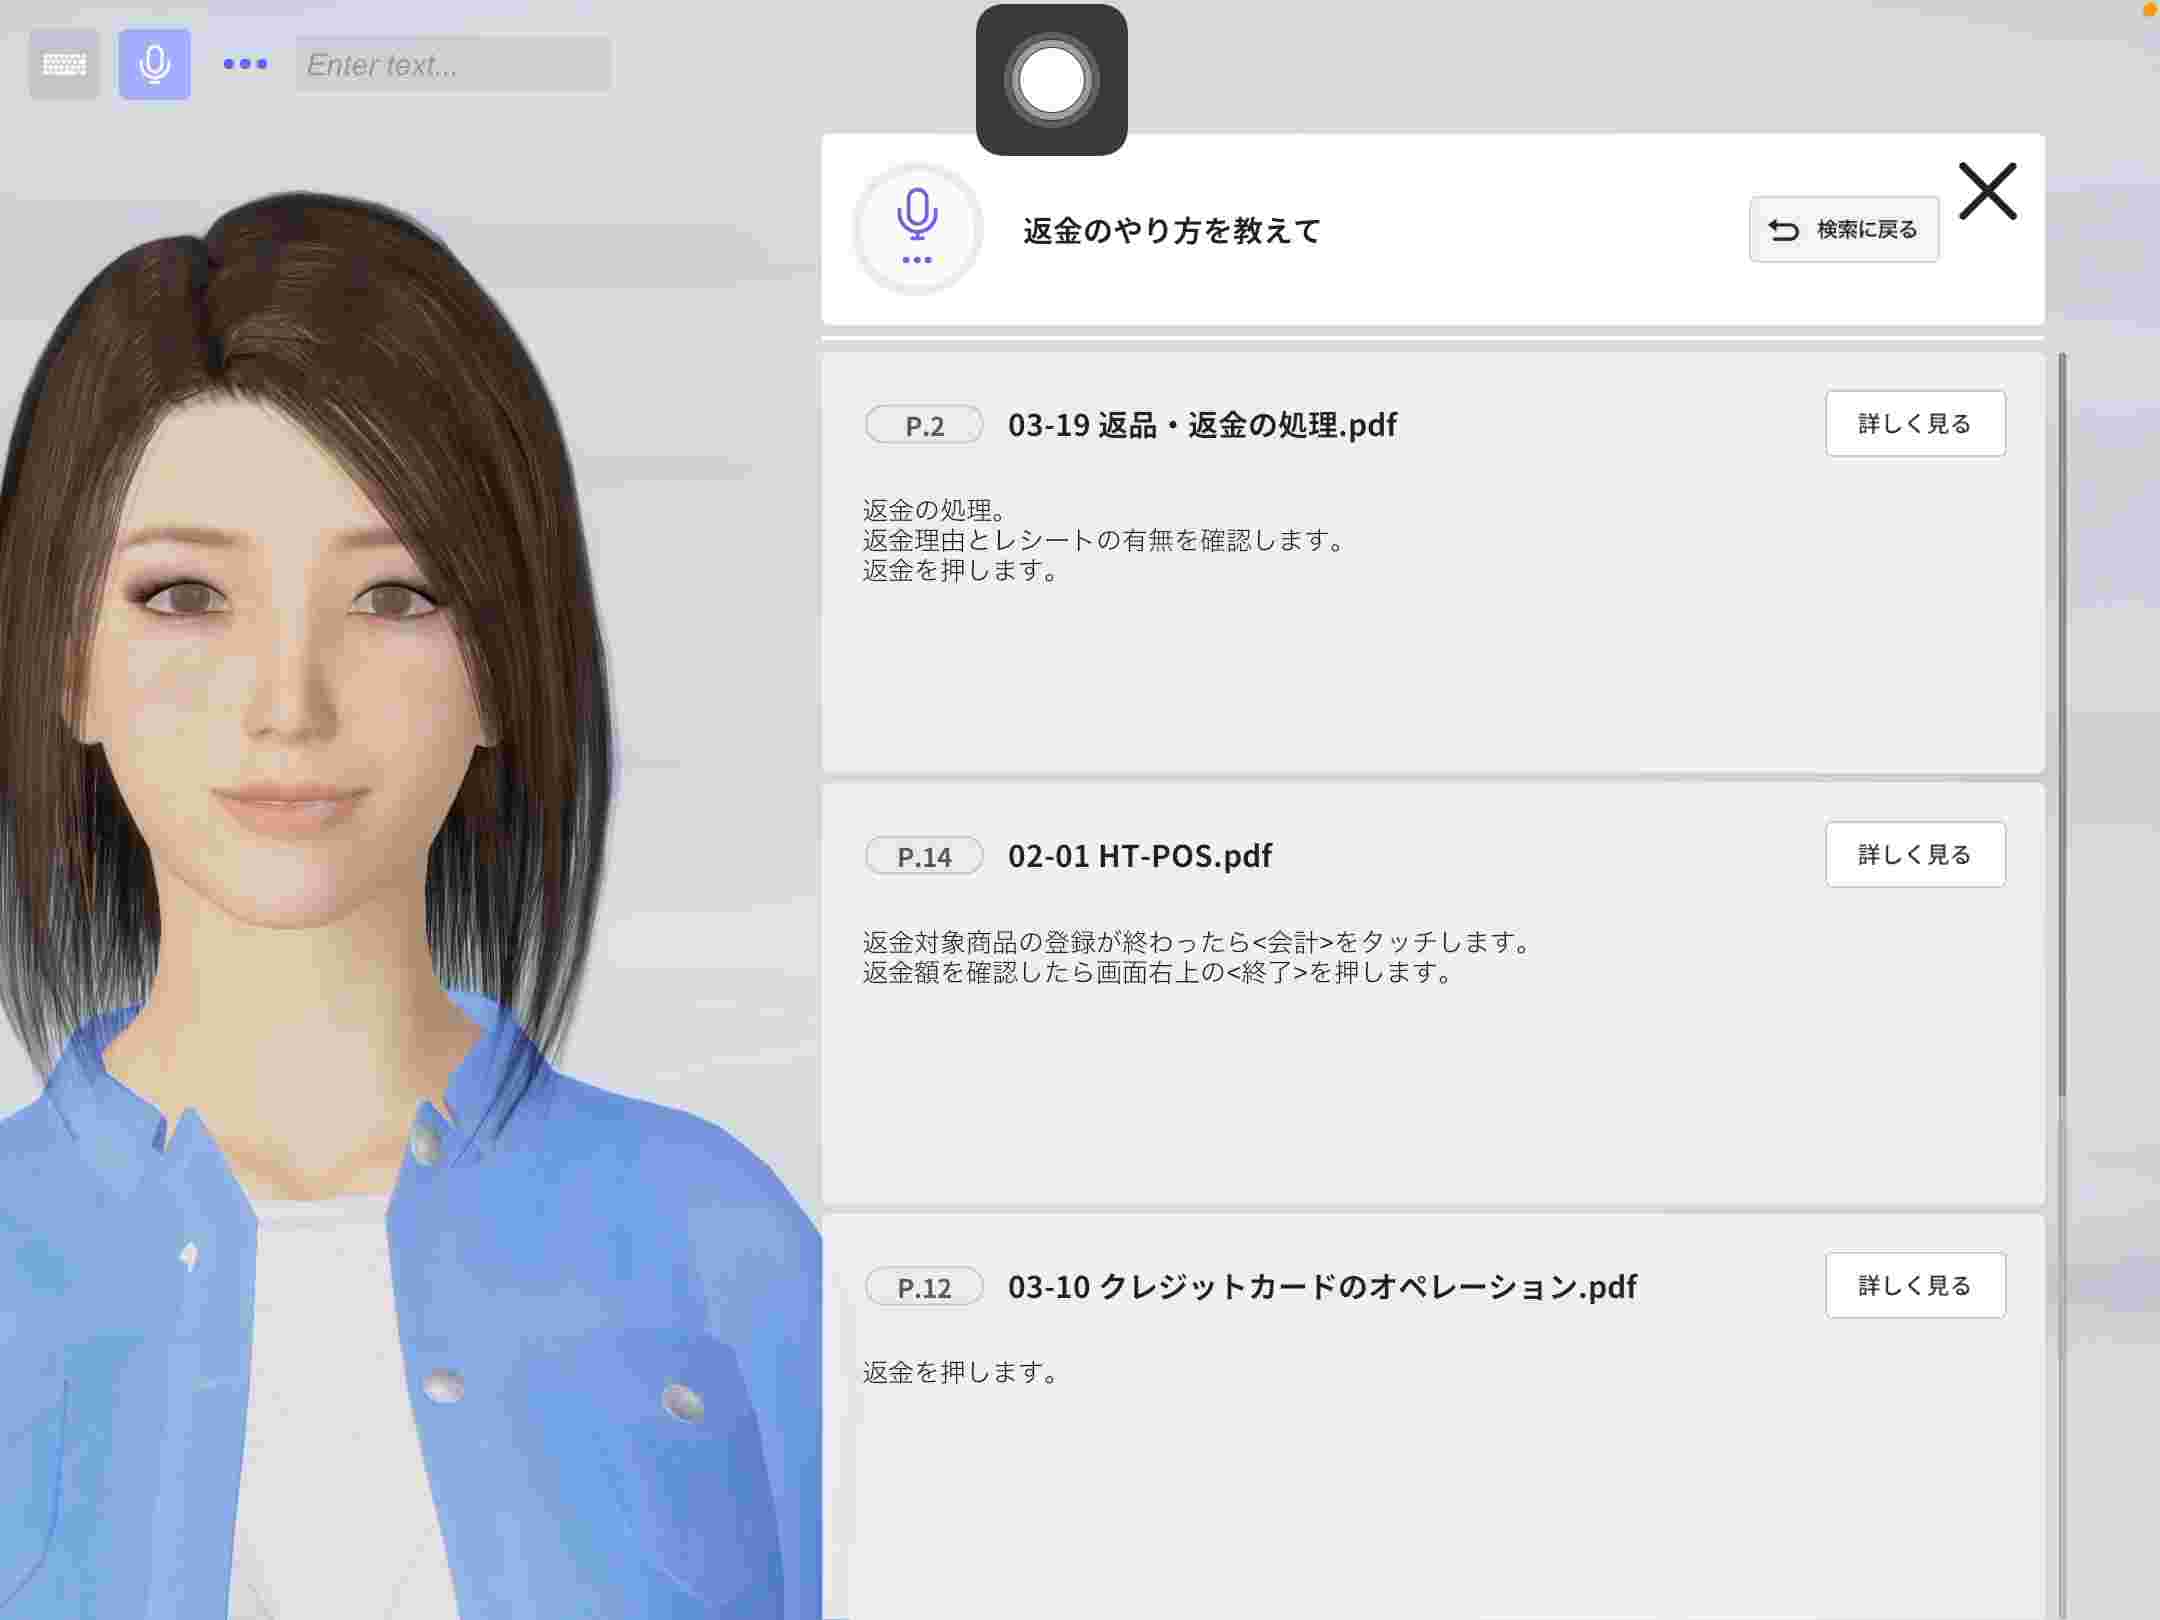 Enter text...
返金のやり方を教えて
検索に戻る
P.2
03-19 返品・返金の処理.pdf
詳しく見る
返金の処理。
返金理由とレシートの有無を確認します。
返金を押します。
P.14
02-01 HT-POS.pdf
詳しく見る
返金対象商品の登録が終わったら<会計>をタッチします。
返金額を確認したら画面右上の<終了>を押します。
P.12
03-10 クレジットカードのオペレーション.pdf
詳しく見る
返金を押します。